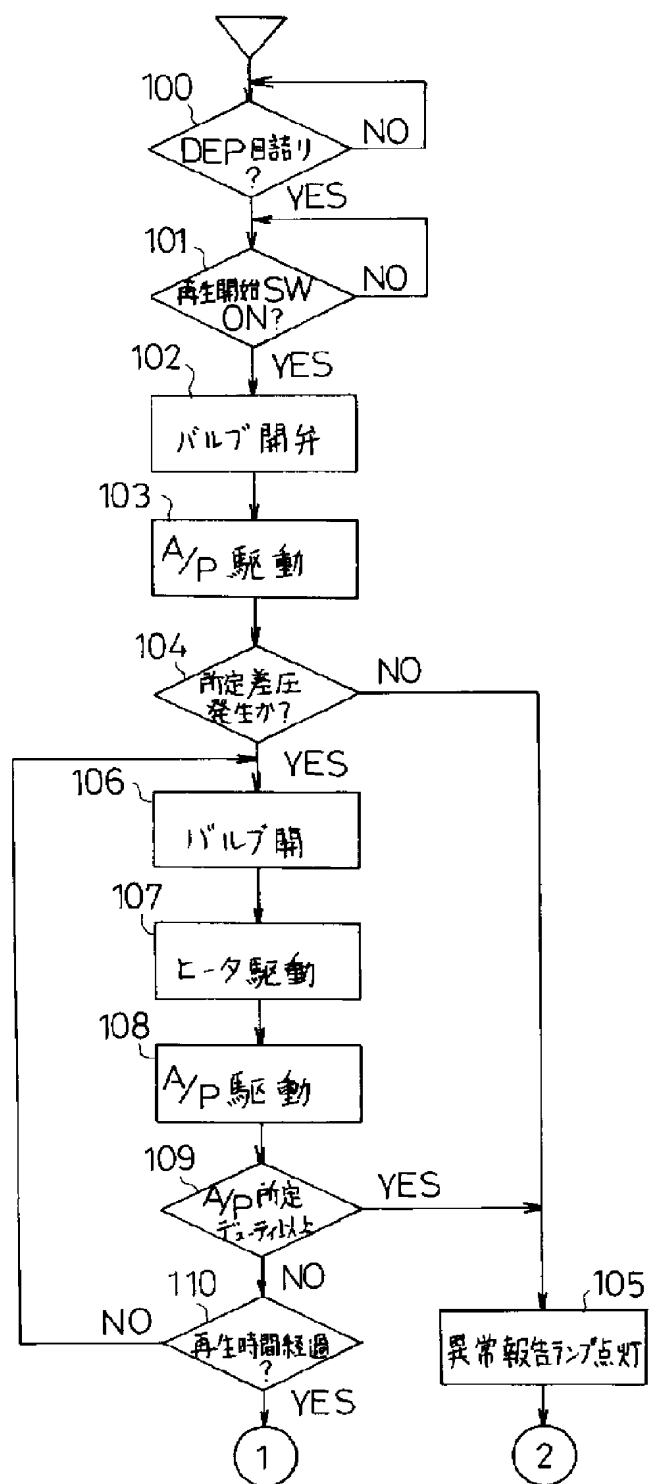 100
DEP目詰り
?
NO
YES
101
再生開始SW
ON?
NO
YES
102
バルブ開弁
103
A/P 駆動
104
所定差圧
発生か?
NO
YES
106
バルブ開
107
ヒータ駆動
108
A/P 駆動
109
A/P所定
デューティ以上
YES
NO
110
再生時間経過
?
NO
YES
105
異常報告ランプ点灯
1
2